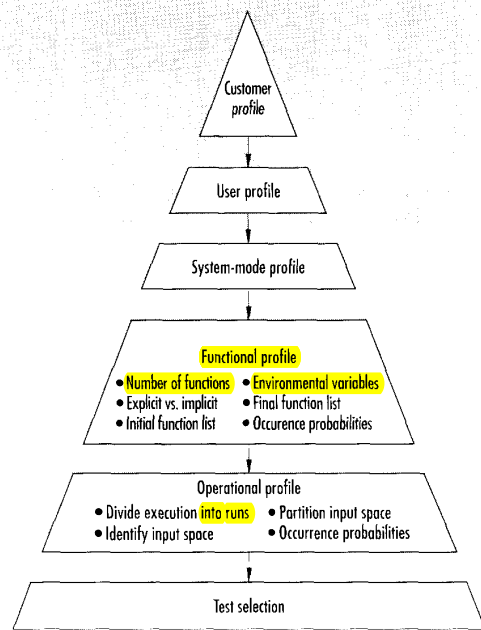 Customer
profile
User profile
System-mode profile
Functional profile
• Number of functions • Environmental variables
• Explicit vs. implicit • Final function list
• Initial function list • Occurence probabilities
Operational profile
• Divide execution into runs • Partition input space
• Identify input space • Occurrence probabilities
Test selection